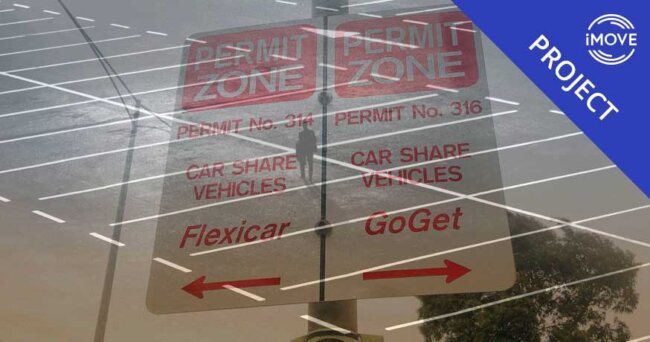 PERMIT
ZONE
PERMIT No. 314
CAR SHARE
VEHICLES
Flexicar
PERMIT
ZONE
PERMIT No. 316
CAR SHARE
VEHICLES
GoGet
iMOVE
PROJECT